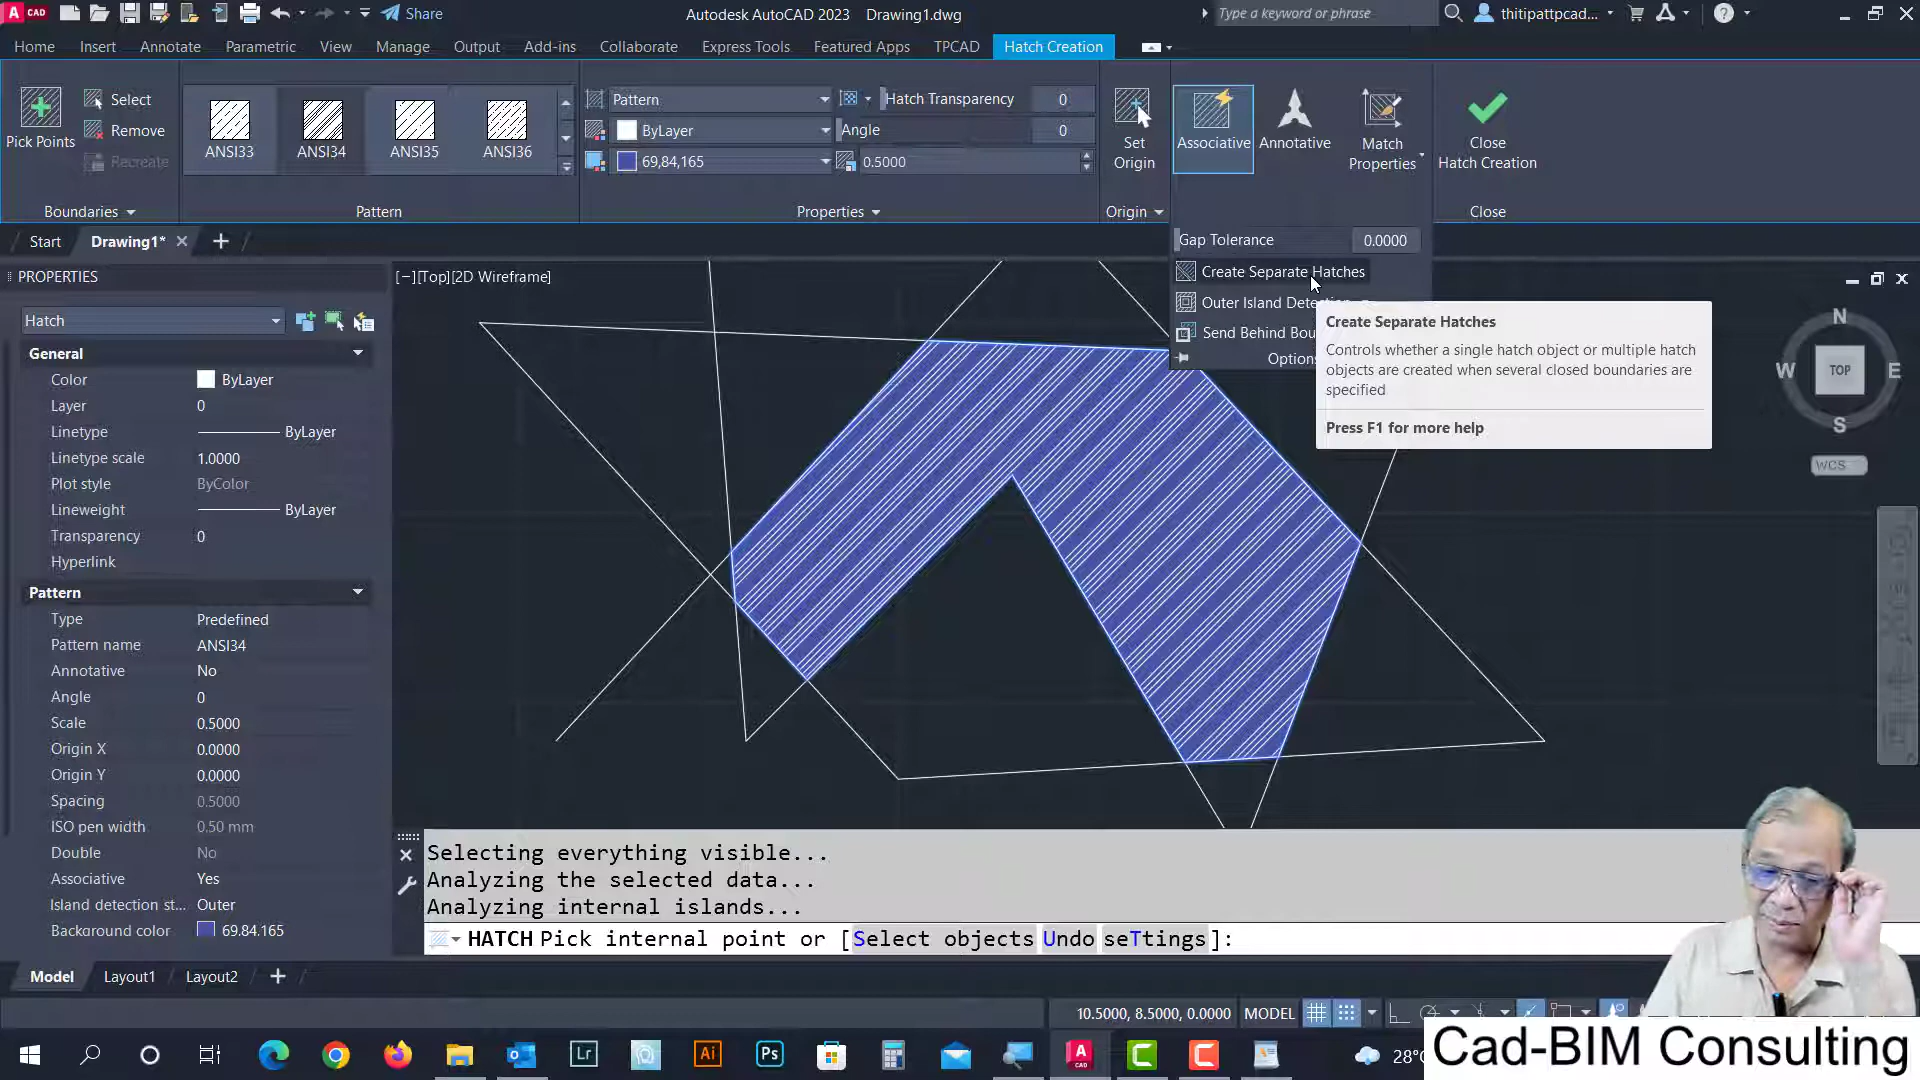 CAD
Share
Autodesk AutoCAD 2023 Drawing1.dwg
Type a keyword or phrase
thitipattpcad...
Home Insert Annotate Parametric View Manage Output Add-ins Collaborate Express Tools Featured Apps TPCAD Hatch Creation
Pick Points
Select
Remove
Recreate
Boundaries
ANSI33
ANSI34
ANSI35
ANSI36
Pattern
Pattern
ByLayer
69,84,165
Hatch Transparency 0
Angle 0
0.5000
Properties
Set
Origin
Origin
Associative
Annotative
Match
Properties
Close
Hatch Creation
Close
Gap Tolerance 0.0000
Create Separate Hatches
Outer Island Detection
Send Behind Bou
Options
Create Separate Hatches
Controls whether a single hatch object or multiple hatch
objects are created when several closed boundaries are
specified
Press F1 for more help
Start Drawing1*
PROPERTIES
Hatch
General
Color ByLayer
Layer 0
Linetype ByLayer
Linetype scale 1.0000
Plot style ByColor
Lineweight ByLayer
Transparency 0
Hyperlink
Pattern
Type Predefined
Pattern name ANSI34
Annotative No
Angle 0
Scale 0.5000
Origin X 0.0000
Origin Y 0.0000
Spacing 0.5000
ISO pen width 0.50 mm
Double No
Associative Yes
Island detection st... Outer
Background color 69,84,165
[−][Top][2D Wireframe]
N
W TOP E
S
WCS
Selecting everything visible...
Analyzing the selected data...
Analyzing internal islands...
HATCH Pick internal point or [Select objects Undo seTtings]:
Model Layout1 Layout2
10.5000, 8.5000, 0.0000 MODEL
Lr
Ai
Ps
A
CAD
28°
Cad-BIM Consulting